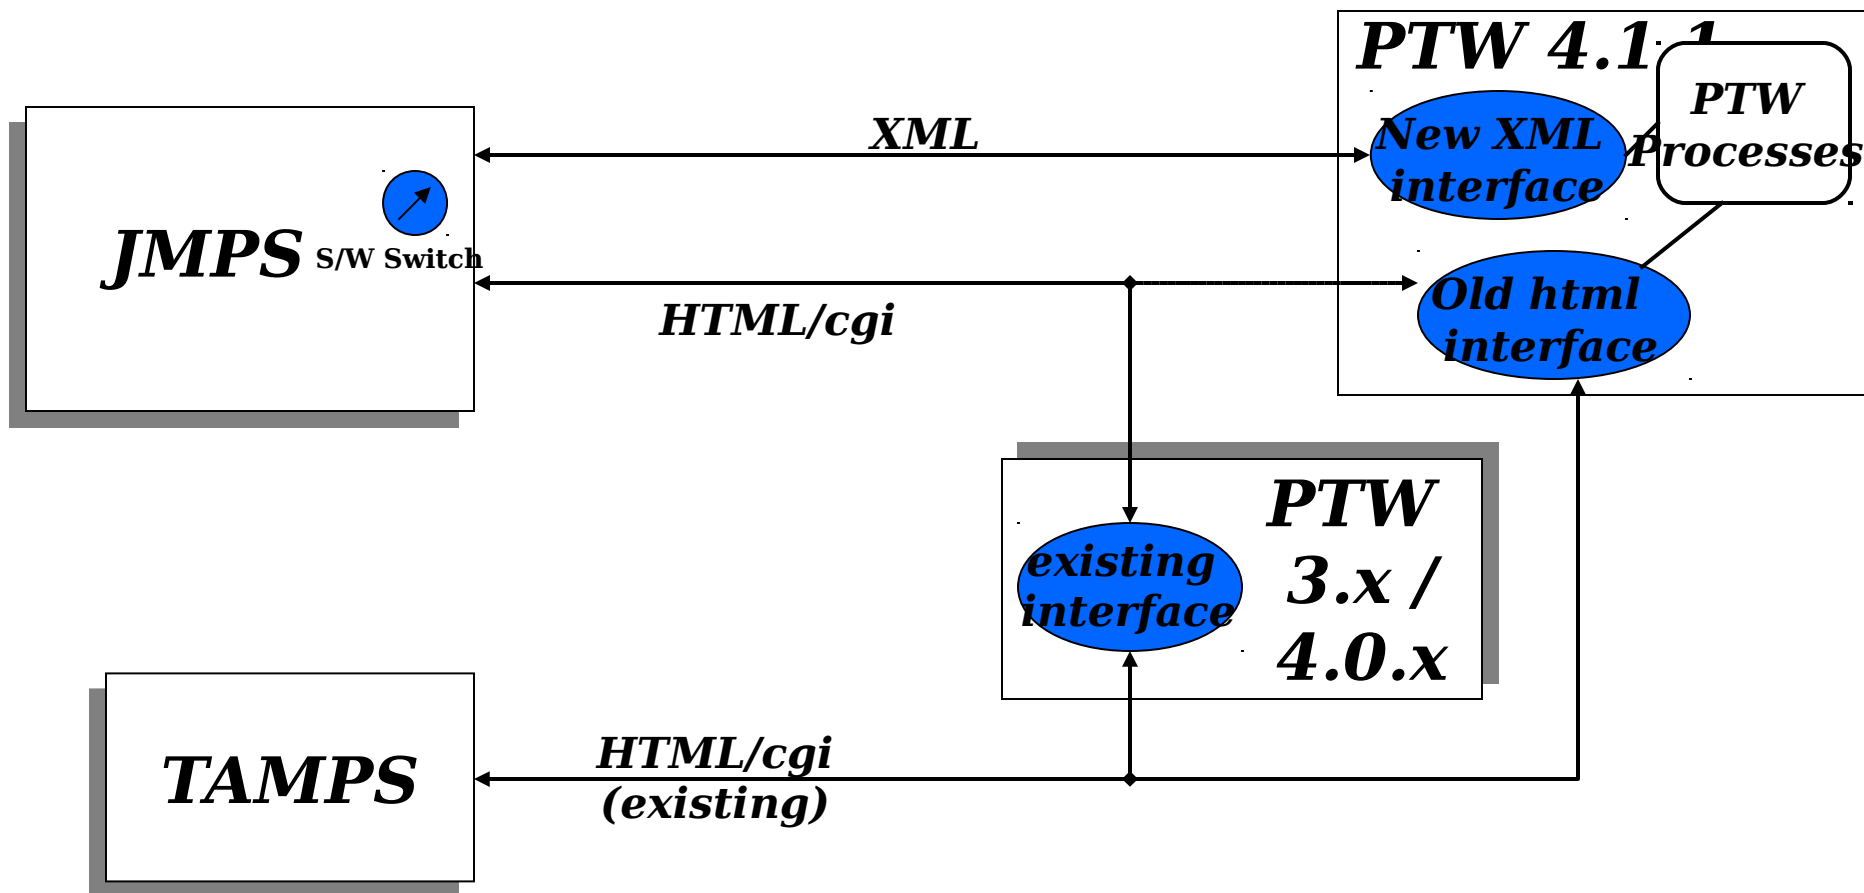 PTW 4.1.1
PTW
Processes
XML
New XML
interface
JMPS
S/W Switch
HTML/cgi
Old html
interface
PTW
3.x /
4.0.x
existing
interface
TAMPS
HTML/cgi
(existing)